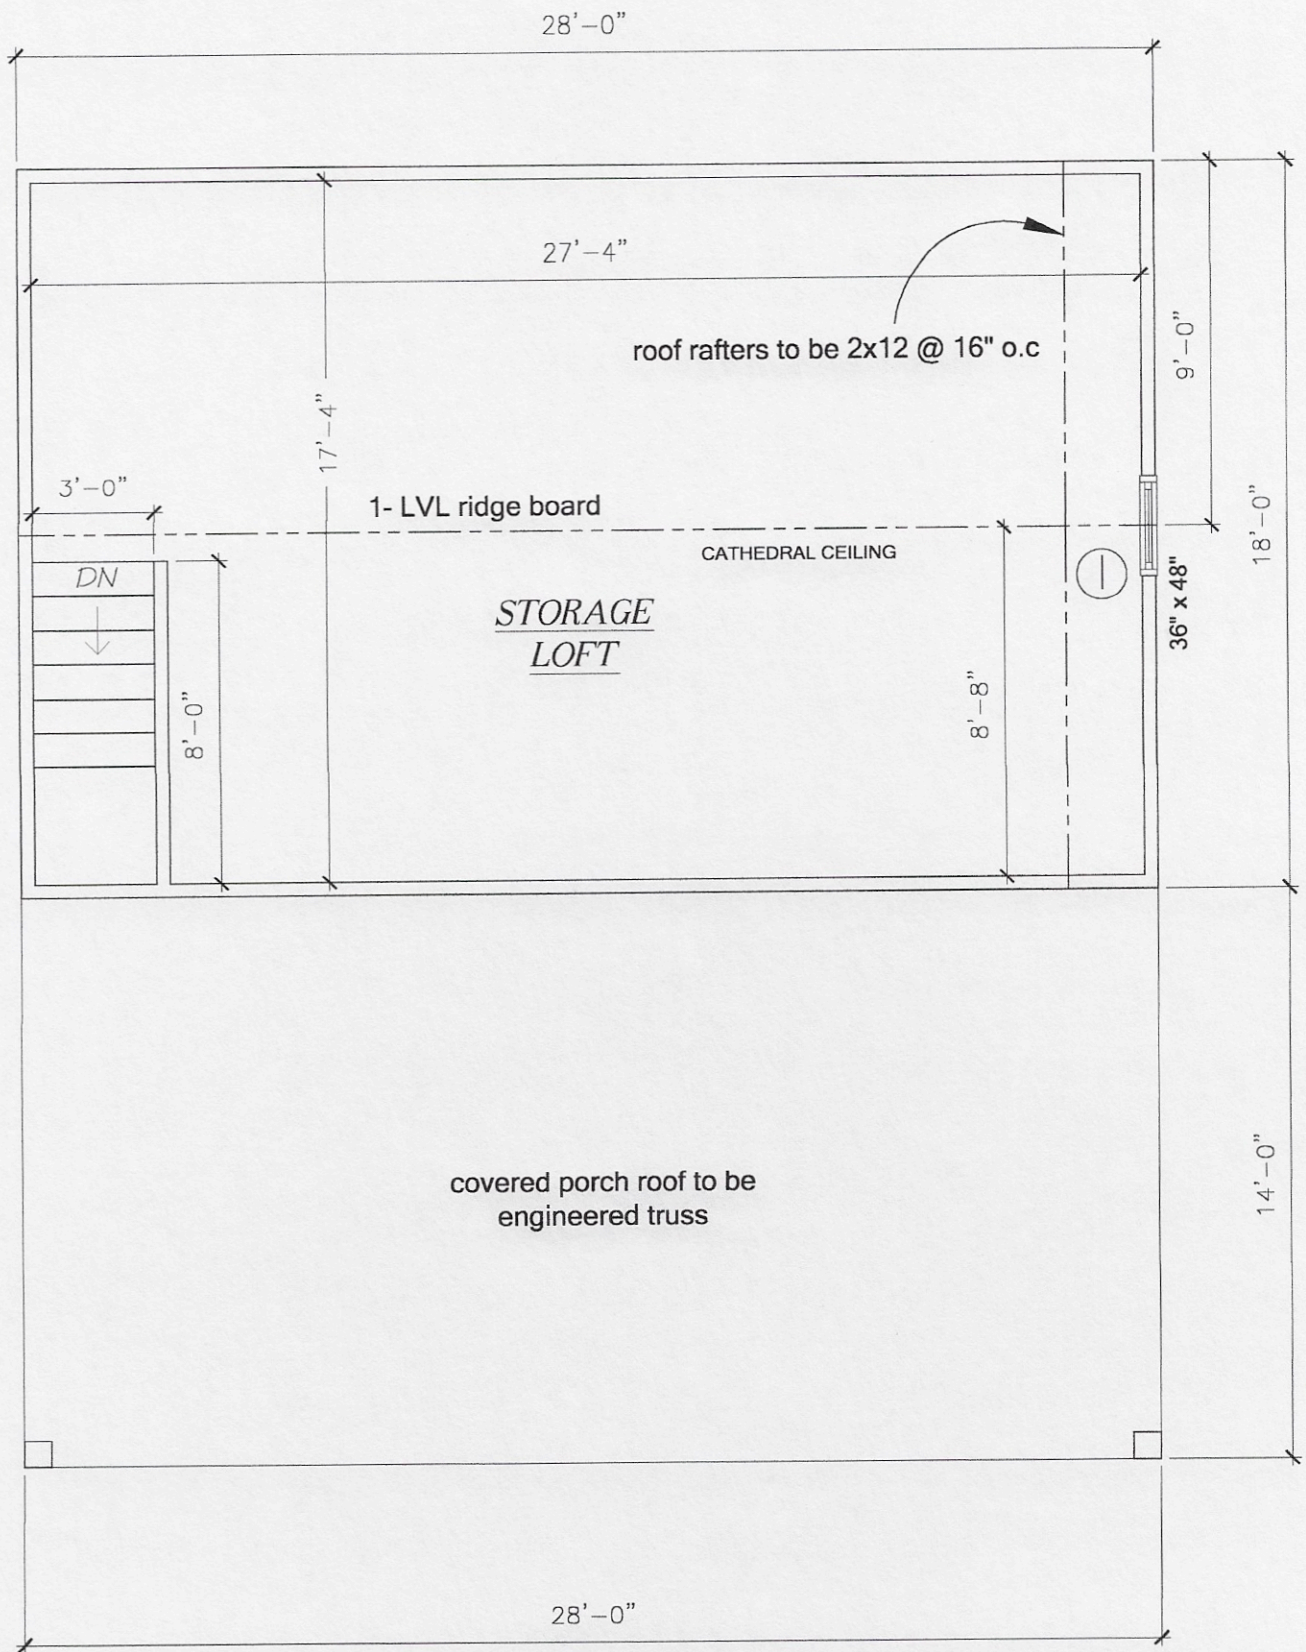 28'-0"
27'-4"
roof rafters to be 2x12 @ 16" o.c
9'-0"
17'-4"
3'-0"
1- LVL ridge board
18'-0"
CATHEDRAL CEILING
DN
STORAGE
LOFT
36" x 48"
8'-0"
8'-8"
covered porch roof to be
engineered truss
14'-0"
28'-0"